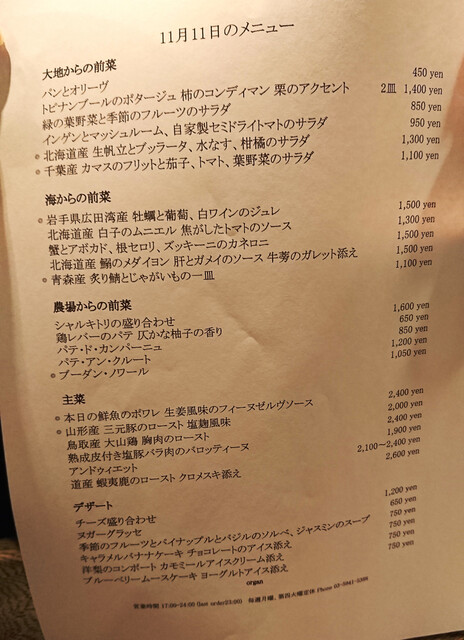 11月11日のメニュー
大地からの前菜
パンとオリーヴ 450 yen
トピナンブールのポタージュ 柿のコンディマン 栗のアクセント 2皿 1,400 yen
緑の葉野菜と季節のフルーツのサラダ 850 yen
インゲンとマッシュルーム、自家製セミドライトマトのサラダ 950 yen
北海道産 生帆立とブッラータ、水なす、柑橘のサラダ 1,300 yen
千葉産 カマスのフリットと茄子、トマト、葉野菜のサラダ 1,100 yen
海からの前菜
岩手県広田湾産 牡蠣と葡萄、白ワインのジュレ 1,500 yen
北海道産 白子のムニエル 焦がしたトマトのソース 1,300 yen
蟹とアボカド、根セロリ、ズッキーニのカネロニ 1,500 yen
北海道産 鰯のメダイヨン 肝とガメイのソース 牛蒡のガレット添え 1,500 yen
青森産 炙り鯖とじゃがいもの一皿 1,100 yen
農場からの前菜
シャルキトリの盛り合わせ 1,600 yen
鶏レバーのパテ 仄かな柚子の香り 650 yen
パテ・ド・カンパーニュ 850 yen
パテ・アン・クルート 1,200 yen
ブーダン・ノワール 1,050 yen
主菜
本日の鮮魚のポワレ 生姜風味のフィーヌゼルヴソース 2,400 yen
山形産 三元豚のロースト 塩麹風味 2,000 yen
鳥取産 大山鶏 胸肉のロースト 2,400 yen
熟成皮付き塩豚バラ肉のバロッティーヌ 1,900 yen
アンドゥイエット 2,100〜2,400 yen
道産 蝦夷鹿のロースト クロメスキ添え 2,600 yen
デザート
チーズ盛り合わせ 1,200 yen
ヌガーグラッセ 650 yen
季節のフルーツとパイナップルとバジルのソルベ、ジャスミンのスープ 750 yen
キャラメルバナナケーキ チョコレートのアイス添え 750 yen
洋梨のコンポート カモミールアイスクリーム添え 750 yen
ブルーベリームースケーキ ヨーグルトアイス添え 750 yen
organ
営業時間 17:00~24:00 (last order23:00) 毎週月曜、第四火曜定休 Phone 03-5941-5388